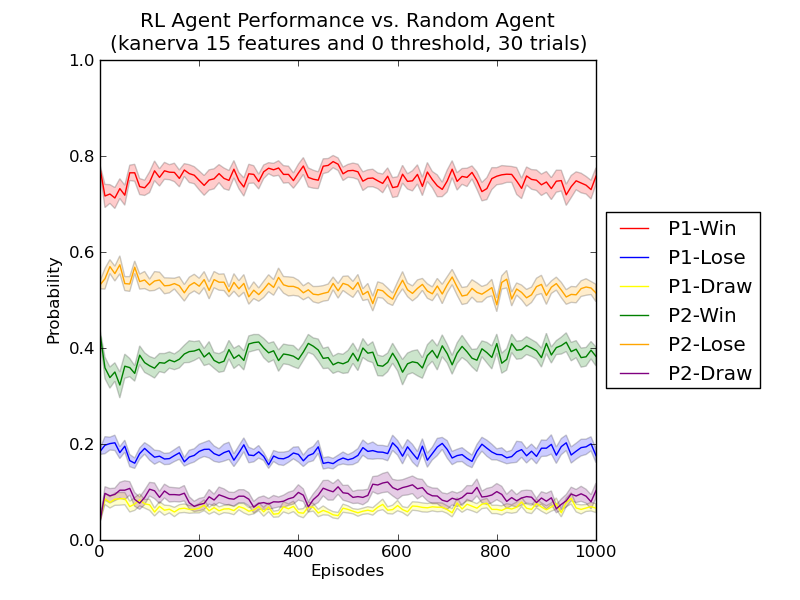 RL Agent Performance vs. Random Agent
(kanerva 15 features and 0 threshold, 30 trials)
1.0
0.8
0.6
0.4
0.2
0.0
Probability
0
200
400
600
800
1000
Episodes
P1-Win
P1-Lose
P1-Draw
P2-Win
P2-Lose
P2-Draw